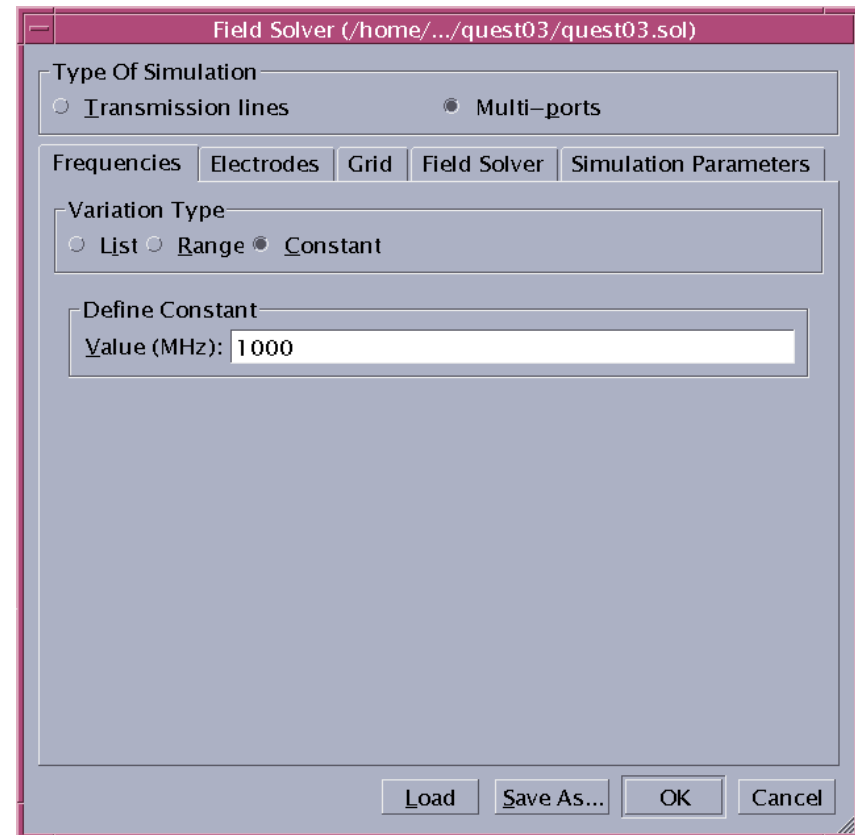 Field Solver (/home/.../quest03/quest03.sol)
Type Of Simulation
Transmission lines Multi-ports
Frequencies Electrodes Grid Field Solver Simulation Parameters
Variation Type
List Range Constant
Define Constant
Value (MHz): 1000
Load Save As... OK Cancel